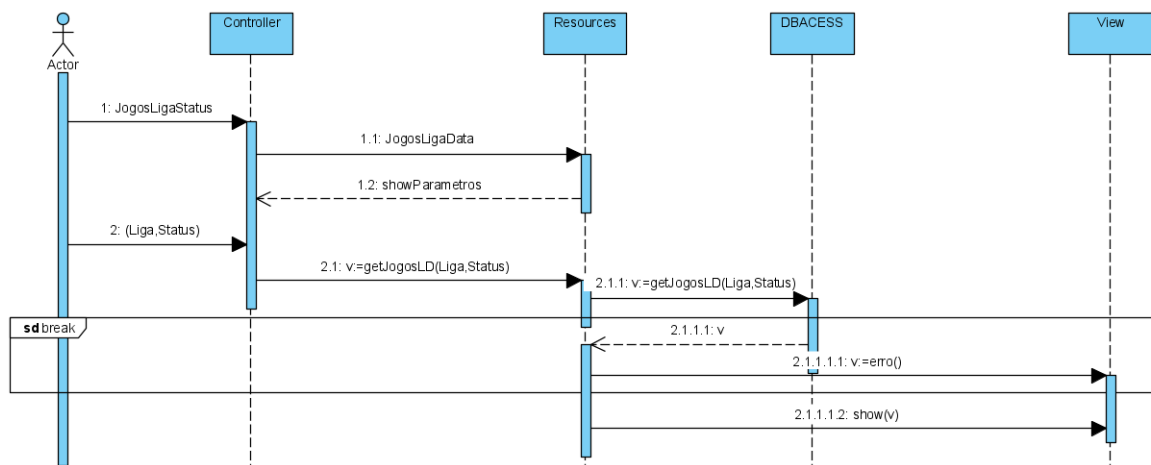 Controller
Resources
DBACESS
View
Actor
1: JogosLigaStatus
1.1: JogosLigaData
1.2: showParametros
2: (Liga,Status)
2.1: v:=getJogosLD(Liga,Status)
2.1.1: v:=getJogosLD(Liga,Status)
sd break
2.1.1.1: v
2.1.1.1.1: v:=erro()
2.1.1.1.2: show(v)